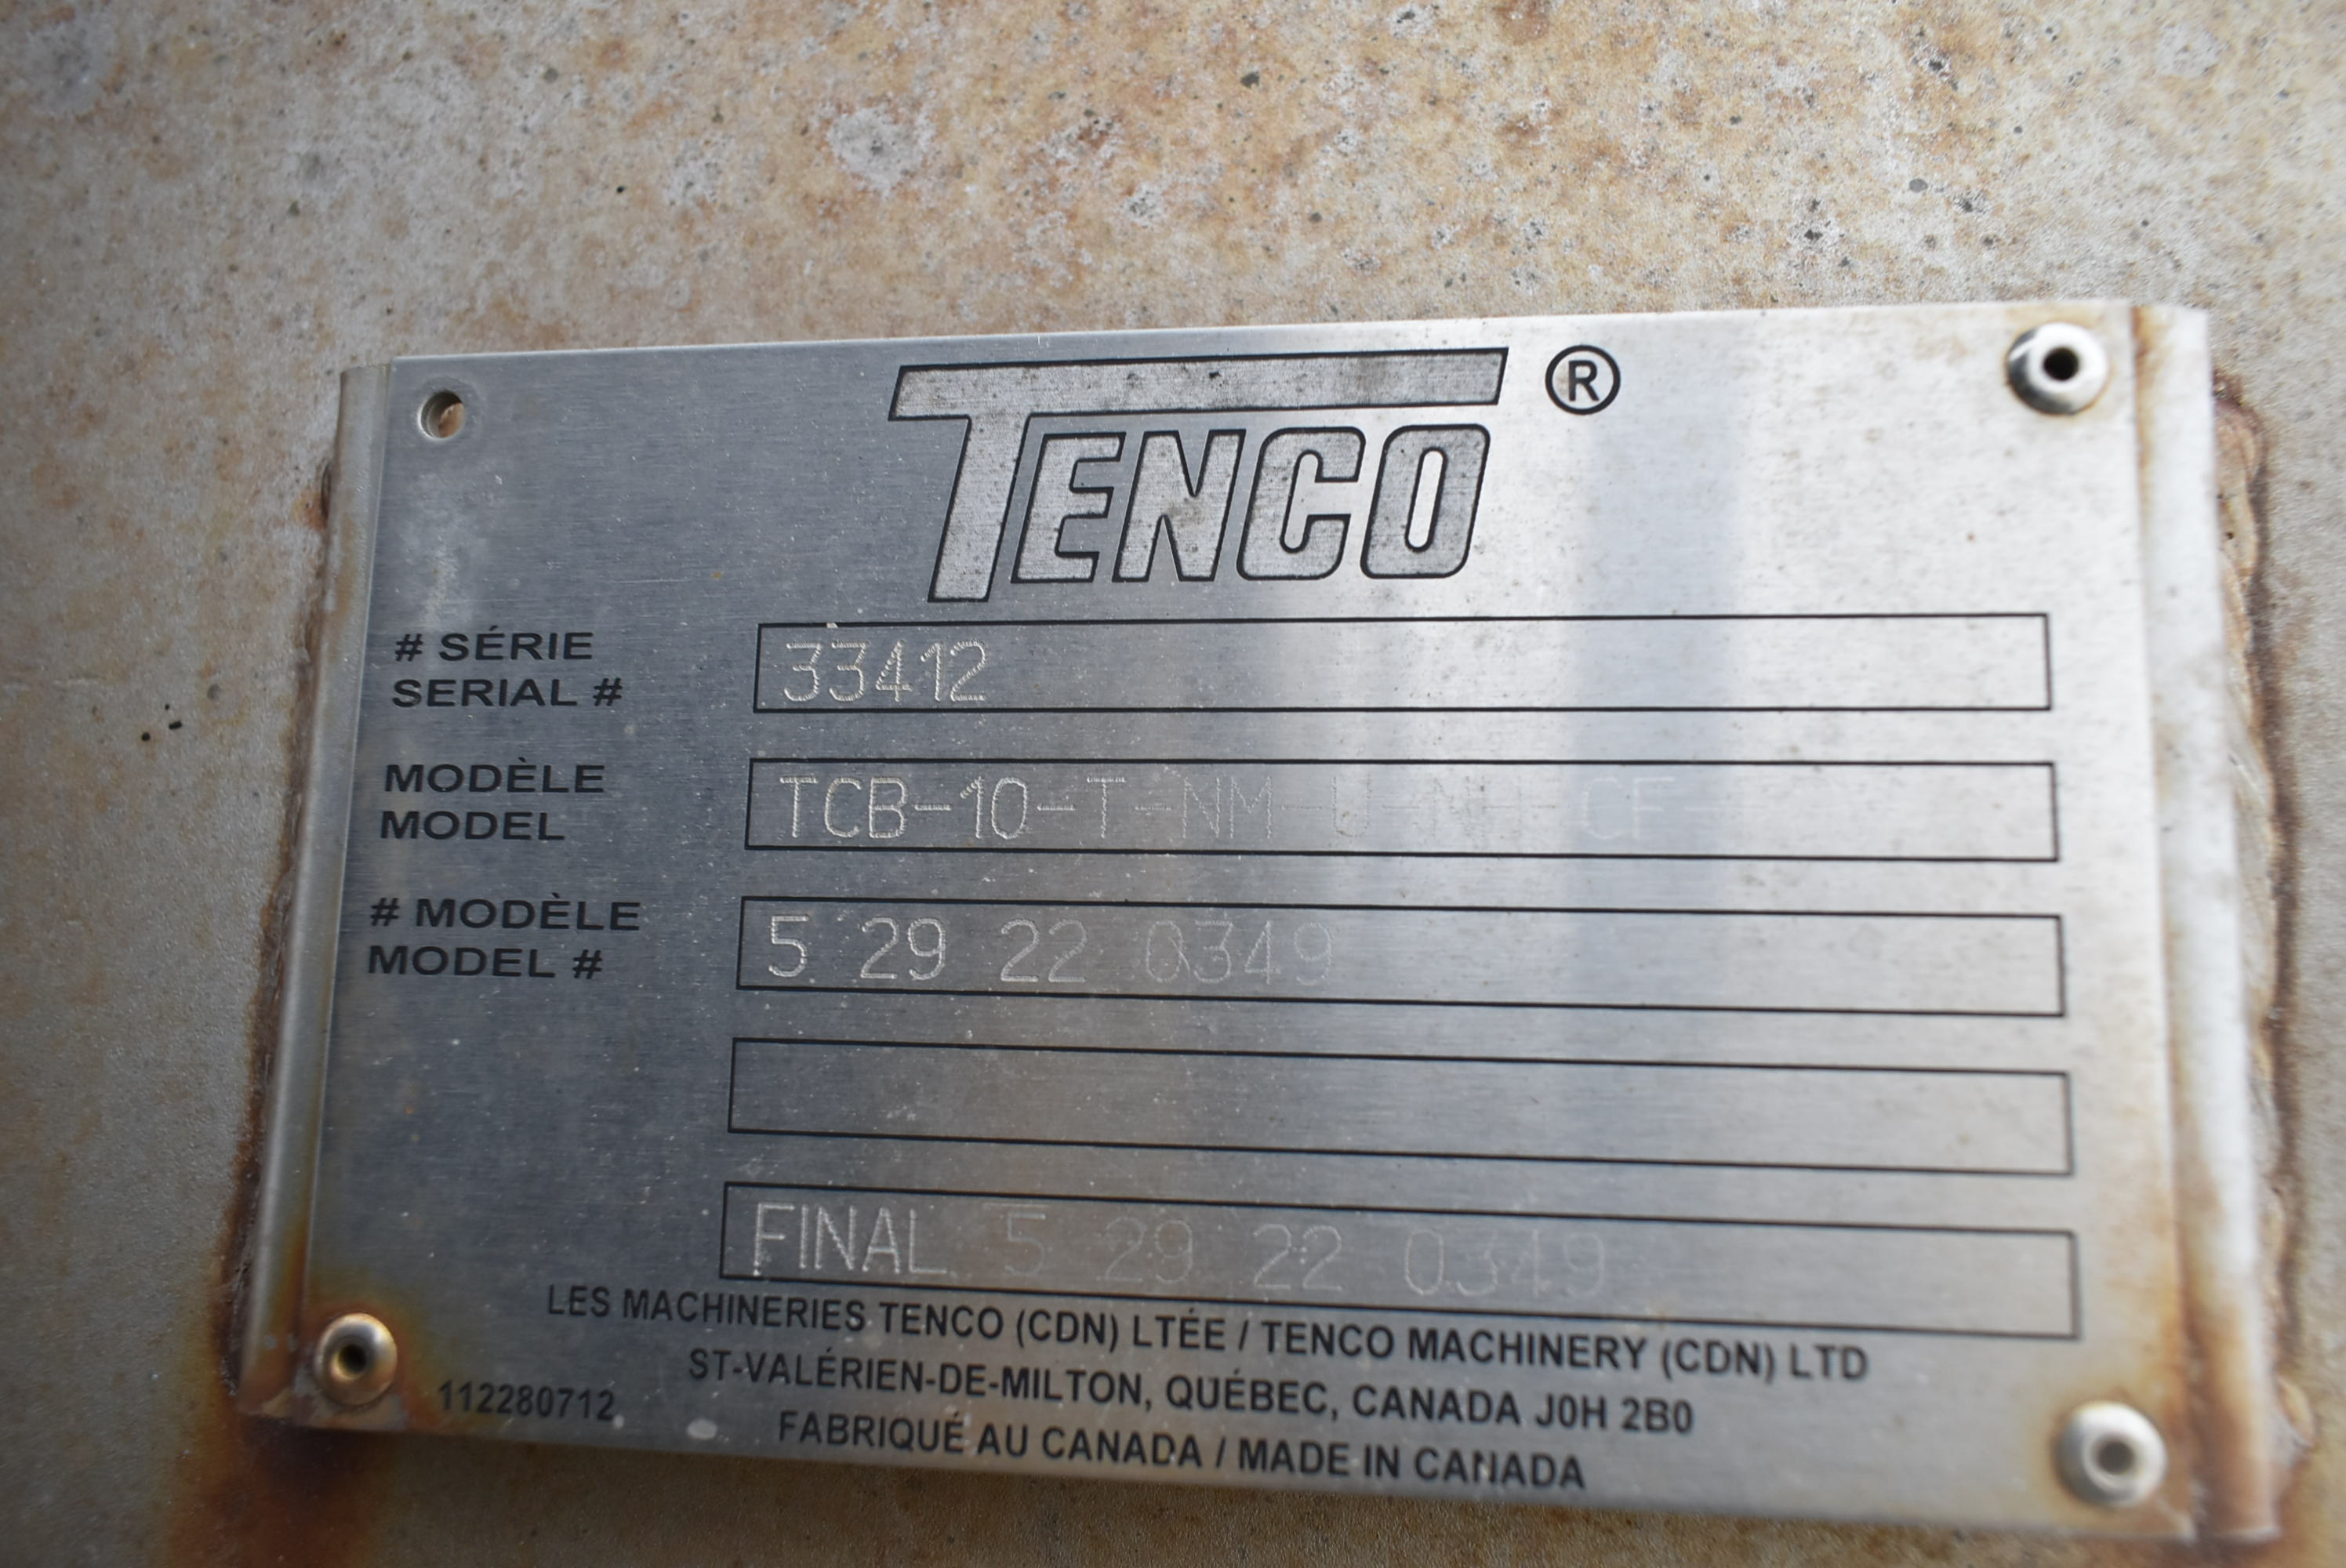 TENCO ®
# SÉRIE
SERIAL #
33412
MODÈLE
MODEL
TCB-10-T-NM-U-NH-CF
# MODÈLE
MODEL #
5 29 22 0349
FINAL 5 29 22 0349
LES MACHINERIES TENCO (CDN) LTÉE / TENCO MACHINERY (CDN) LTD
ST-VALÉRIEN-DE-MILTON, QUÉBEC, CANADA J0H 2B0
112280712
FABRIQUÉ AU CANADA / MADE IN CANADA